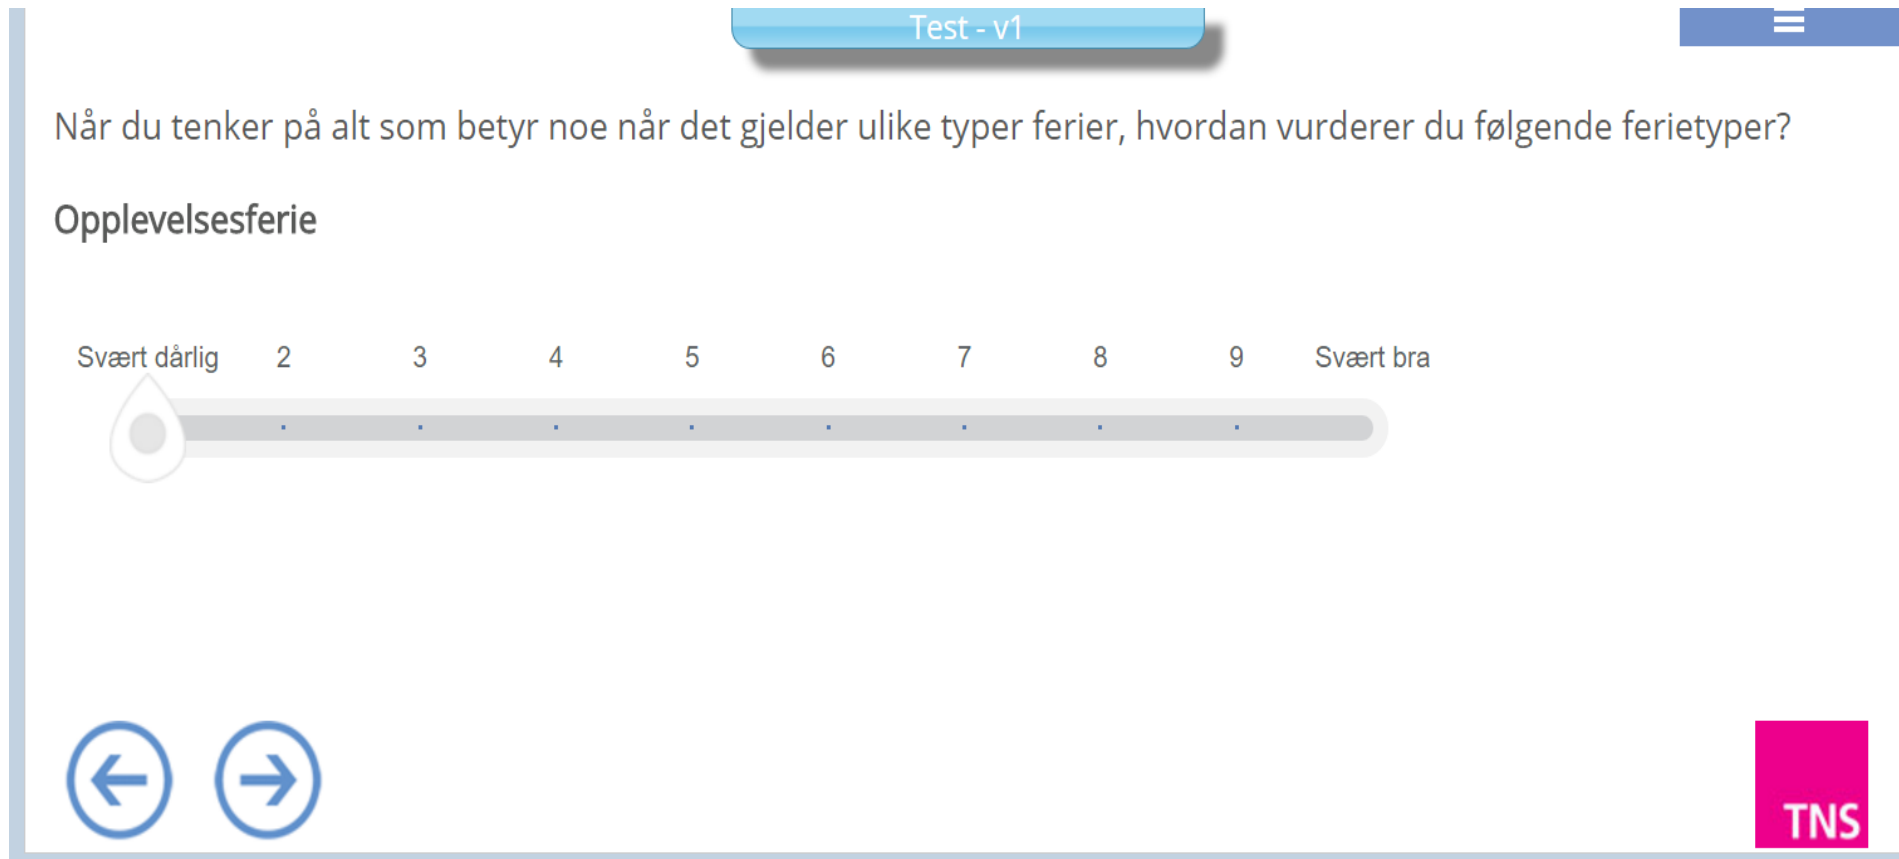 Test - v1
Når du tenker på alt som betyr noe når det gjelder ulike typer ferier, hvordan vurderer du følgende ferietyper?
Opplevelsesferie
Svært dårlig 2 3 4 5 6 7 8 9 Svært bra
TNS